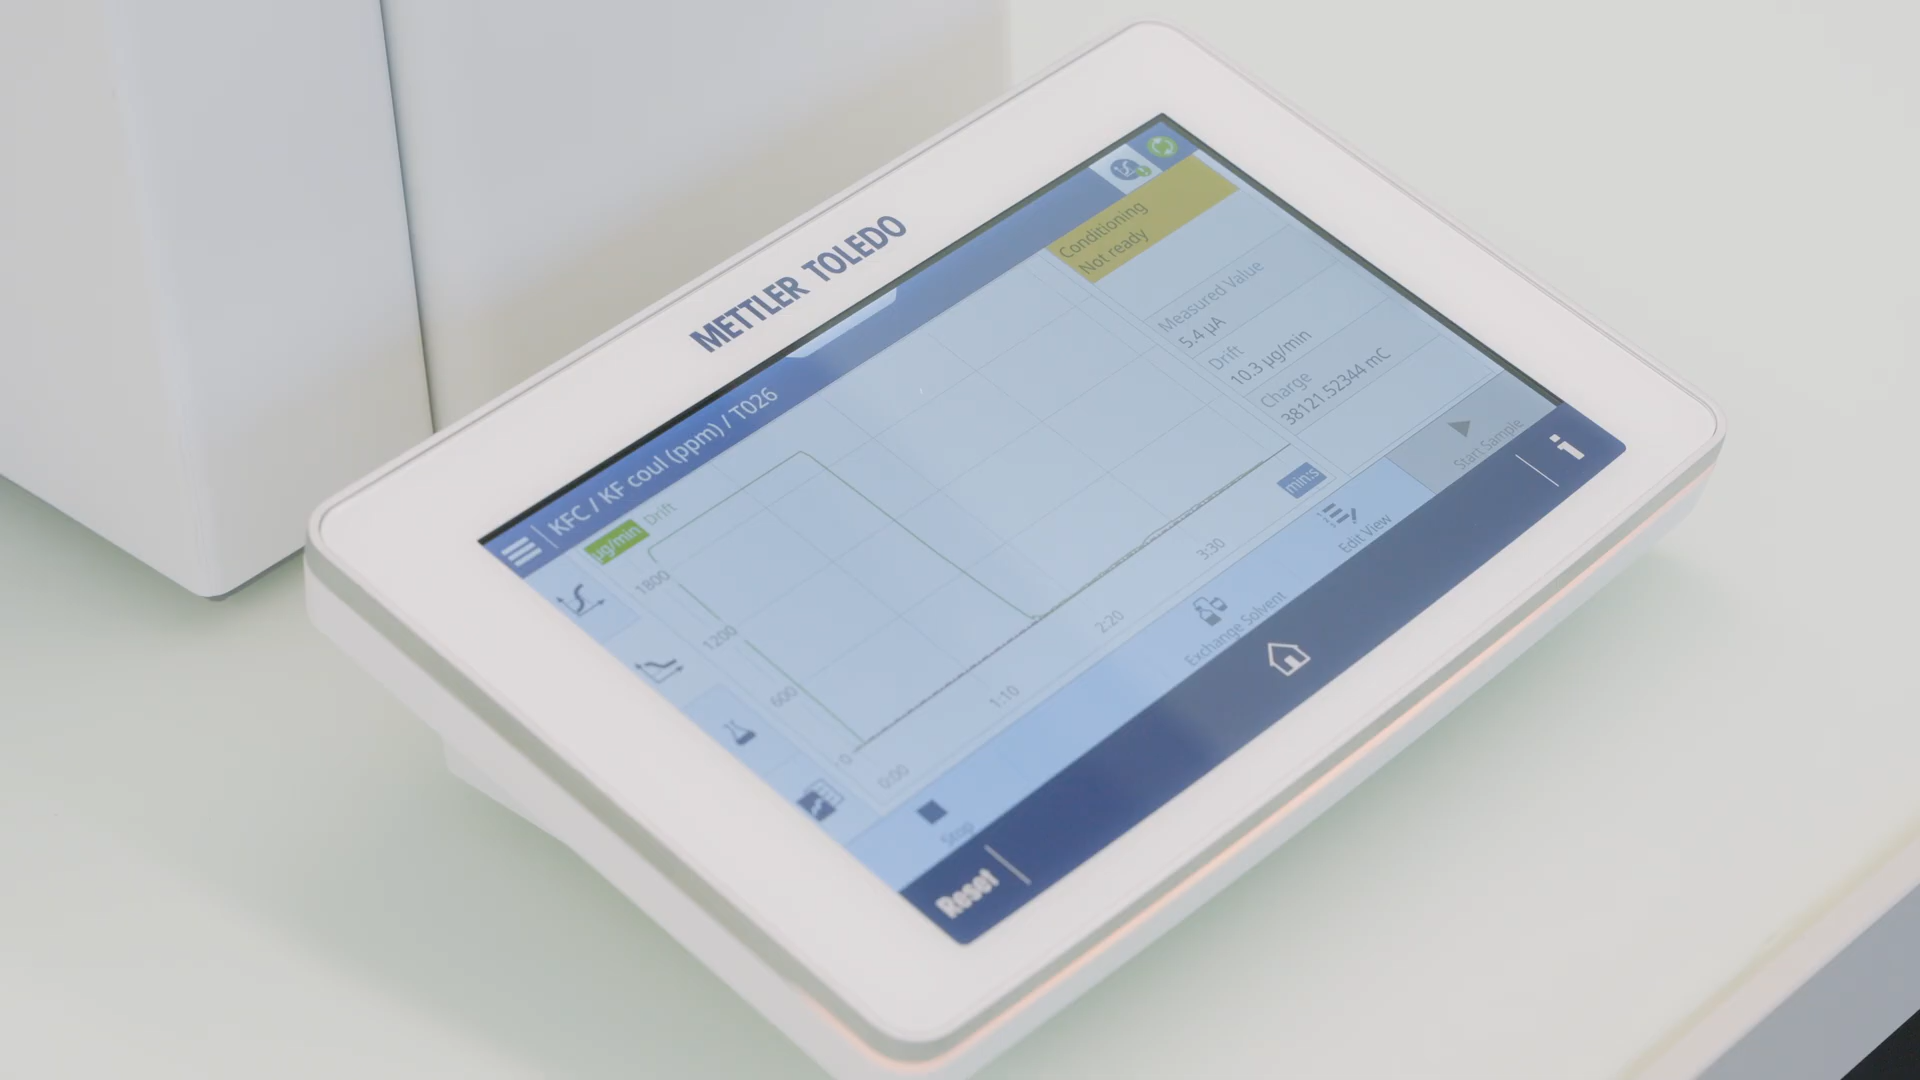 METTLER TOLEDO
KFC / KF coul (ppm) / T026
Conditioning
Not ready
µg/min
Drift
1800
1200
600
0
0:00
1:10
2:20
3:30
min:s
Measured Value
5.4 µA
Drift
10.3 µg/min
Charge
38121.52344 mC
Stop
Exchange Solvent
Edit View
Start Sample
Reset
i